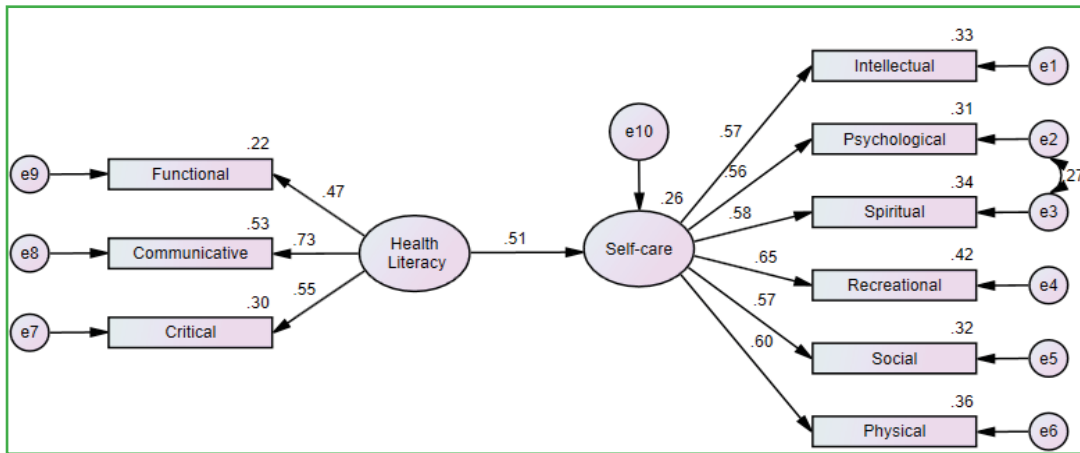 .33
Intellectual
e1
.57
e10
.31
Psychological
e2
.56
.27
.22
Functional
e9
.47
.26
.58
.34
Spiritual
e3
.53
Communicative
e8
.73
Health
Literacy
.51
Self-care
.65
.42
Recreational
e4
.55
.30
Critical
e7
.57
.32
Social
e5
.60
.36
Physical
e6